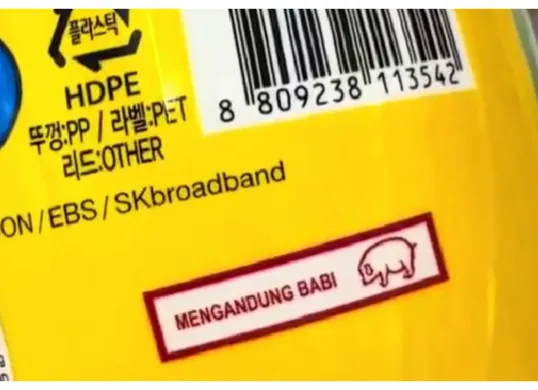 플라스틱
HDPE
뚜껑:PP / 라벨:PET
리드:OTHER
8 809238 113542
ON / EBS / SKbroadband
MENGANDUNG BABI